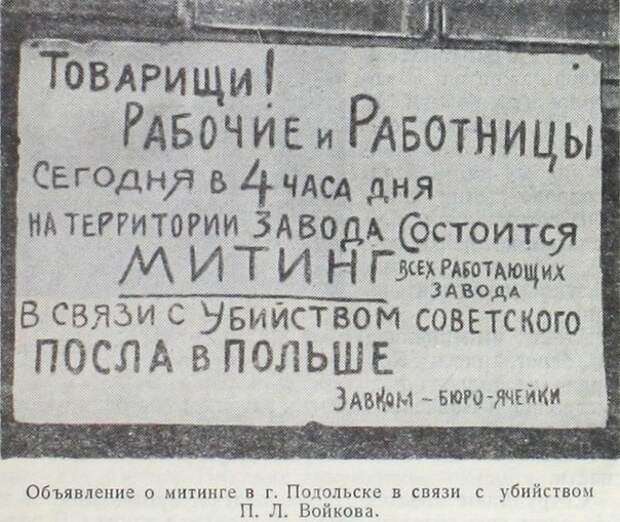 Товарищи!
Рабочие и Работницы
Сегодня в 4 часа дня
на территории завода состоится
митинг всех работающих
завода
в связи с убийством советского
посла в Польше
Завком – бюро-ячейки
Объявление о митинге в г. Подольске в связи с убийством
П. Л. Войкова.